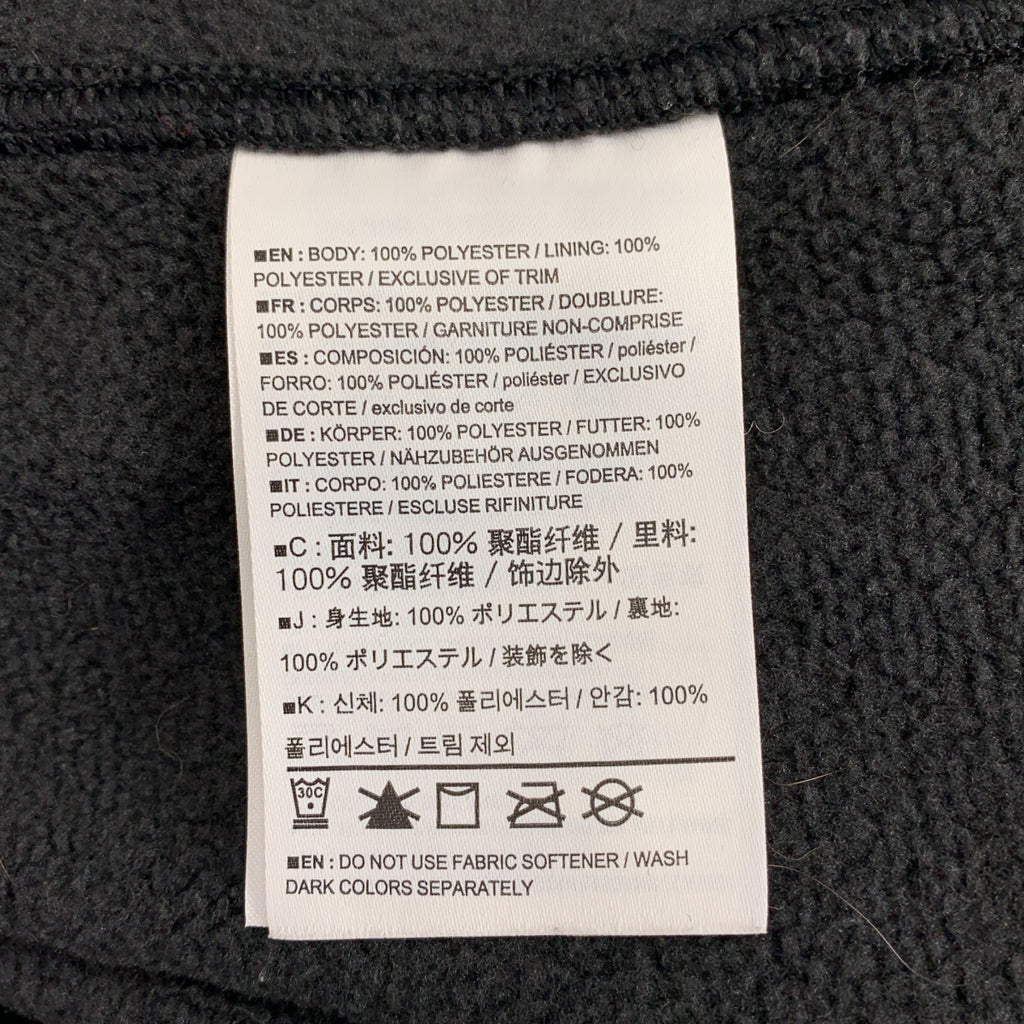 EN : BODY: 100% POLYESTER / LINING: 100%
POLYESTER / EXCLUSIVE OF TRIM
FR : CORPS: 100% POLYESTER / DOUBLURE:
100% POLYESTER / GARNITURE NON-COMPRISE
ES : COMPOSICIÓN: 100% POLIÉSTER / poliéster /
FORRO: 100% POLIÉSTER / poliéster / EXCLUSIVO
DE CORTE / exclusivo de corte
DE : KÖRPER: 100% POLYESTER / FUTTER: 100%
POLYESTER / NÄHZUBEHÖR AUSGENOMMEN
IT : CORPO: 100% POLIESTERE / FODERA: 100%
POLIESTERE / ESCLUSE RIFINITURE
C : 面料: 100% 聚酯纤维 / 里料:
100% 聚酯纤维 / 饰边除外
J : 身生地: 100% ポリエステル / 裏地:
100% ポリエステル / 装飾を除く
K : 신체: 100% 폴리에스터 / 안감: 100%
폴리에스터 / 트림 제외
30C
EN : DO NOT USE FABRIC SOFTENER / WASH
DARK COLORS SEPARATELY